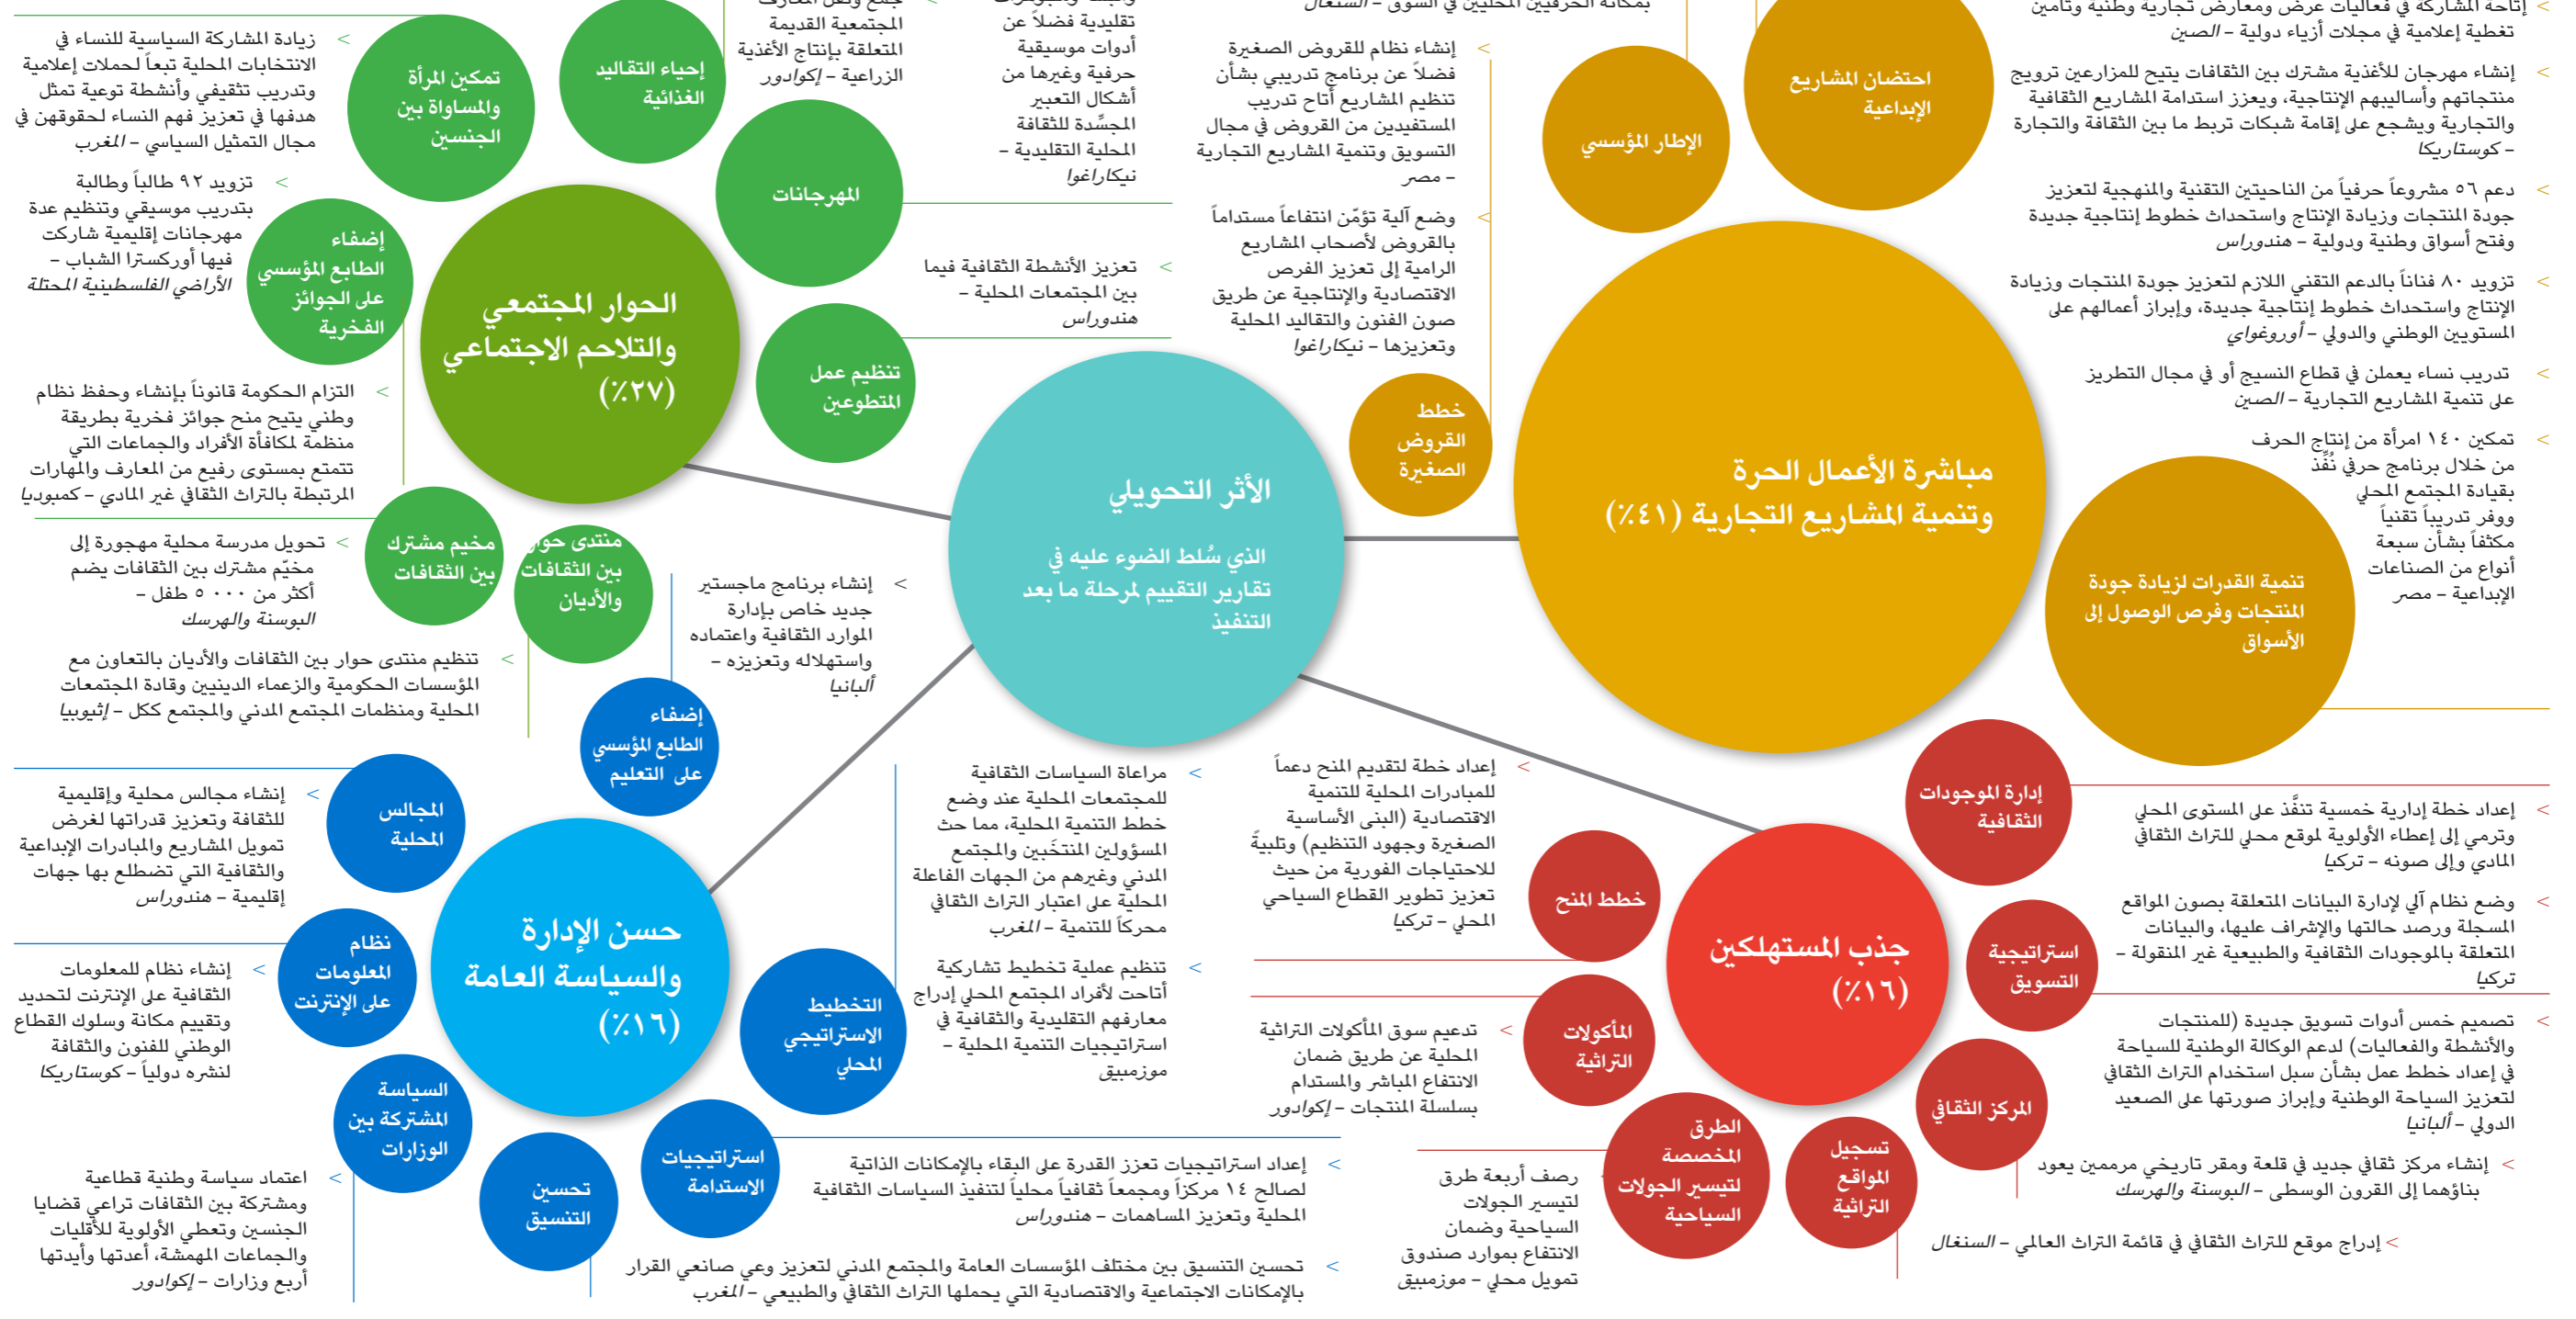 الأثر التحويلي
الذي سُلط الضوء عليه في
تقارير التقييم لمرحلة ما بعد
التنفيذ
مباشرة الأعمال الحرة
وتنمية المشاريع التجارية (٤١٪)
احتضان المشاريع
الإبداعية
> إتاحة المشاركة في فعاليات عرض ومعارض تجارية وطنية وتأمين
تغطية إعلامية في مجلات أزياء دولية – الصين
> إنشاء مهرجان للأغذية مشترك بين الثقافات يتيح للمزارعين ترويج
منتجاتهم وأساليبهم الإنتاجية، ويعزز استدامة المشاريع الثقافية
والتجارية ويشجع على إقامة شبكات تربط ما بين الثقافة والتجارة
– كوستاريكا
> دعم ٥٦ مشروعاً حرفياً من الناحيتين التقنية والمنهجية لتعزيز
جودة المنتجات وزيادة الإنتاج واستحداث خطوط إنتاجية جديدة
وفتح أسواق وطنية ودولية – هندوراس
> تزويد ٨٠ فناناً بالدعم التقني اللازم لتعزيز جودة المنتجات وزيادة
الإنتاج واستحداث خطوط إنتاجية جديدة، وإبراز أعمالهم على
المستويين الوطني والدولي – أوروغواي
> تدريب نساء يعملن في قطاع النسيج أو في مجال التطريز
على تنمية المشاريع التجارية – الصين
> تمكين ١٤٠ امرأة من إنتاج الحرف
من خلال برنامج حرفي نُفِّذ
بقيادة المجتمع المحلي
ووفر تدريباً تقنياً
مكثفاً بشأن سبعة
أنواع من الصناعات
الإبداعية – مصر
تنمية القدرات لزيادة جودة
المنتجات وفرص الوصول إلى
الأسواق
الإطار المؤسسي
بمكانة الحرفيين المحليين في السوق – السنغال
> إنشاء نظام للقروض الصغيرة
فضلاً عن برنامج تدريبي بشأن
تنظيم المشاريع أتاح تدريب
المستفيدين من القروض في مجال
التسويق وتنمية المشاريع التجارية
– مصر
> وضع آلية تؤمّن انتفاعاً مستداماً
بالقروض لأصحاب المشاريع
الرامية إلى تعزيز الفرص
الاقتصادية والإنتاجية عن طريق
صون الفنون والتقاليد المحلية
وتعزيزها – نيكاراغوا
خطط
القروض
الصغيرة
الحوار المجتمعي
والتلاحم الاجتماعي
(٢٧٪)
تقليدية فضلاً عن
أدوات موسيقية
حرفية وغيرها من
أشكال التعبير
المجسِّدة للثقافة
المحلية التقليدية –
نيكاراغوا
المهرجانات
> جمع ونقل المعارف
المجتمعية القديمة
المتعلقة بإنتاج الأغذية
الزراعية – إكوادور
إحياء التقاليد
الغذائية
> تعزيز الأنشطة الثقافية فيما
بين المجتمعات المحلية –
هندوراس
تنظيم عمل
المتطوعين
تمكين المرأة
والمساواة بين
الجنسين
> زيادة المشاركة السياسية للنساء في
الانتخابات المحلية تبعاً لحملات إعلامية
وتدريب تثقيفي وأنشطة توعية تمثل
هدفها في تعزيز فهم النساء لحقوقهن في
مجال التمثيل السياسي – المغرب
> تزويد ٩٢ طالباً وطالبة
بتدريب موسيقي وتنظيم عدة
مهرجانات إقليمية شاركت
فيها أوركسترا الشباب –
الأراضي الفلسطينية المحتلة
إضفاء
الطابع المؤسسي
على الجوائز
الفخرية
> التزام الحكومة قانوناً بإنشاء وحفظ نظام
وطني يتيح منح جوائز فخرية بطريقة
منظمة لمكافأة الأفراد والجماعات التي
تتمتع بمستوى رفيع من المعارف والمهارات
المرتبطة بالتراث الثقافي غير المادي – كمبوديا
مخيم مشترك
بين الثقافات
> تحويل مدرسة محلية مهجورة إلى
مخيّم مشترك بين الثقافات يضم
أكثر من ٠٠٠ ٥ طفل –
البوسنة والهرسك
منتدى حوار
بين الثقافات
والأديان
> تنظيم منتدى حوار بين الثقافات والأديان بالتعاون مع
المؤسسات الحكومية والزعماء الدينيين وقادة المجتمعات
المحلية ومنظمات المجتمع المدني والمجتمع ككل – إثيوبيا
حسن الإدارة
والسياسة العامة
(١٦٪)
> إنشاء برنامج ماجستير
جديد خاص بإدارة
الموارد الثقافية واعتماده
واستهلاله وتعزيزه –
ألبانيا
إضفاء
الطابع المؤسسي
على التعليم
المجالس
المحلية
> إنشاء مجالس محلية وإقليمية
للثقافة وتعزيز قدراتها لغرض
تمويل المشاريع والمبادرات الإبداعية
والثقافية التي تضطلع بها جهات
إقليمية – هندوراس
نظام
المعلومات
على الإنترنت
> إنشاء نظام للمعلومات
الثقافية على الإنترنت لتحديد
وتقييم مكانة وسلوك القطاع
الوطني للفنون والثقافة
لنشره دولياً – كوستاريكا
السياسة
المشتركة بين
الوزارات
> اعتماد سياسة وطنية قطاعية
ومشتركة بين الثقافات تراعي قضايا
الجنسين وتعطي الأولوية للأقليات
والجماعات المهمشة، أعدتها وأيدتها
أربع وزارات – إكوادور
> مراعاة السياسات الثقافية
للمجتمعات المحلية عند وضع
خطط التنمية المحلية، مما حث
المسؤولين المنتخَبين والمجتمع
المدني وغيرهم من الجهات الفاعلة
المحلية على اعتبار التراث الثقافي
محركاً للتنمية – المغرب
> تنظيم عملية تخطيط تشاركية
أتاحت لأفراد المجتمع المحلي إدراج
معارفهم التقليدية والثقافية في
استراتيجيات التنمية المحلية –
موزمبيق
التخطيط
الاستراتيجي
المحلي
استراتيجيات
الاستدامة
> إعداد استراتيجيات تعزز القدرة على البقاء بالإمكانات الذاتية
لصالح ١٤ مركزاً ومجمعاً ثقافياً محلياً لتنفيذ السياسات الثقافية
المحلية وتعزيز المساهمات – هندوراس
تحسين
التنسيق
> تحسين التنسيق بين مختلف المؤسسات العامة والمجتمع المدني لتعزيز وعي صانعي القرار
بالإمكانات الاجتماعية والاقتصادية التي يحملها التراث الثقافي والطبيعي – المغرب
جذب المستهلكين
(١٦٪)
إدارة الموجودات
الثقافية
> إعداد خطة إدارية خمسية تنفَّذ على المستوى المحلي
وترمي إلى إعطاء الأولوية لموقع محلي للتراث الثقافي
المادي وإلى صونه – تركيا
> وضع نظام آلي لإدارة البيانات المتعلقة بصون المواقع
المسجلة ورصد حالتها والإشراف عليها، والبيانات
المتعلقة بالموجودات الثقافية والطبيعية غير المنقولة –
تركيا
استراتيجية
التسويق
> تصميم خمس أدوات تسويق جديدة (للمنتجات
والأنشطة والفعاليات) لدعم الوكالة الوطنية للسياحة
في إعداد خطط عمل بشأن سبل استخدام التراث الثقافي
لتعزيز السياحة الوطنية وإبراز صورتها على الصعيد
الدولي – ألبانيا
المركز الثقافي
> إنشاء مركز ثقافي جديد في قلعة ومقر تاريخي مرممين يعود
بناؤهما إلى القرون الوسطى – البوسنة والهرسك
تسجيل
المواقع
التراثية
> إدراج موقع للتراث الثقافي في قائمة التراث العالمي – السنغال
> إعداد خطة لتقديم المنح دعماً
للمبادرات المحلية للتنمية
الاقتصادية (البنى الأساسية
الصغيرة وجهود التنظيم) وتلبيةً
للاحتياجات الفورية من حيث
تعزيز تطوير القطاع السياحي
المحلي – تركيا
خطط المنح
المأكولات
التراثية
> تدعيم سوق المأكولات التراثية
المحلية عن طريق ضمان
الانتفاع المباشر والمستدام
بسلسلة المنتجات – إكوادور
الطرق
المخصصة
لتيسير الجولات
السياحية
رصف أربعة طرق
لتيسير الجولات
السياحية وضمان
الانتفاع بموارد صندوق
تمويل محلي – موزمبيق